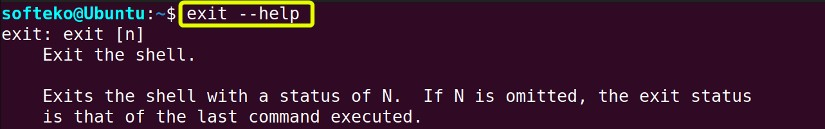 softeko@Ubuntu:~$ exit --help
exit: exit [n]
    Exit the shell.

    Exits the shell with a status of N.  If N is omitted, the exit status
    is that of the last command executed.